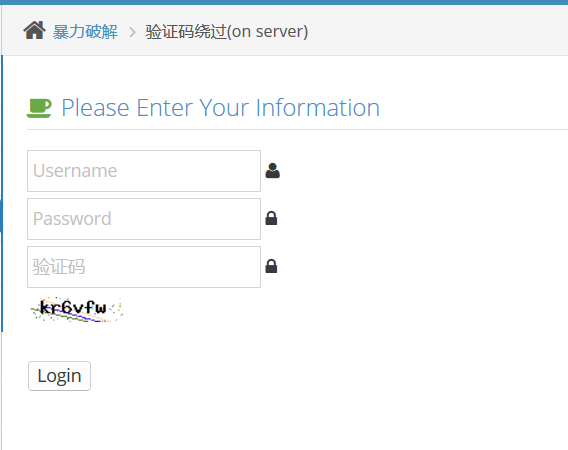 暴力破解 > 验证码绕过(on server)
Please Enter Your Information
Username
Password
验证码
kr6vfw
Login